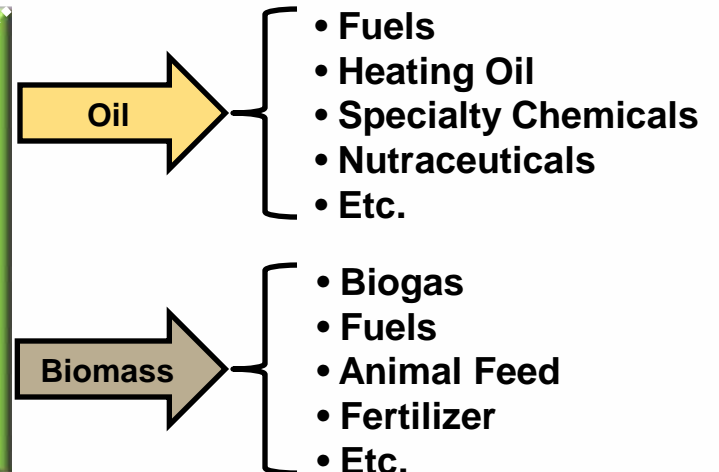 Oil
• Fuels
• Heating Oil
• Specialty Chemicals
• Nutraceuticals
• Etc.
Biomass
• Biogas
• Fuels
• Animal Feed
• Fertilizer
• Etc.